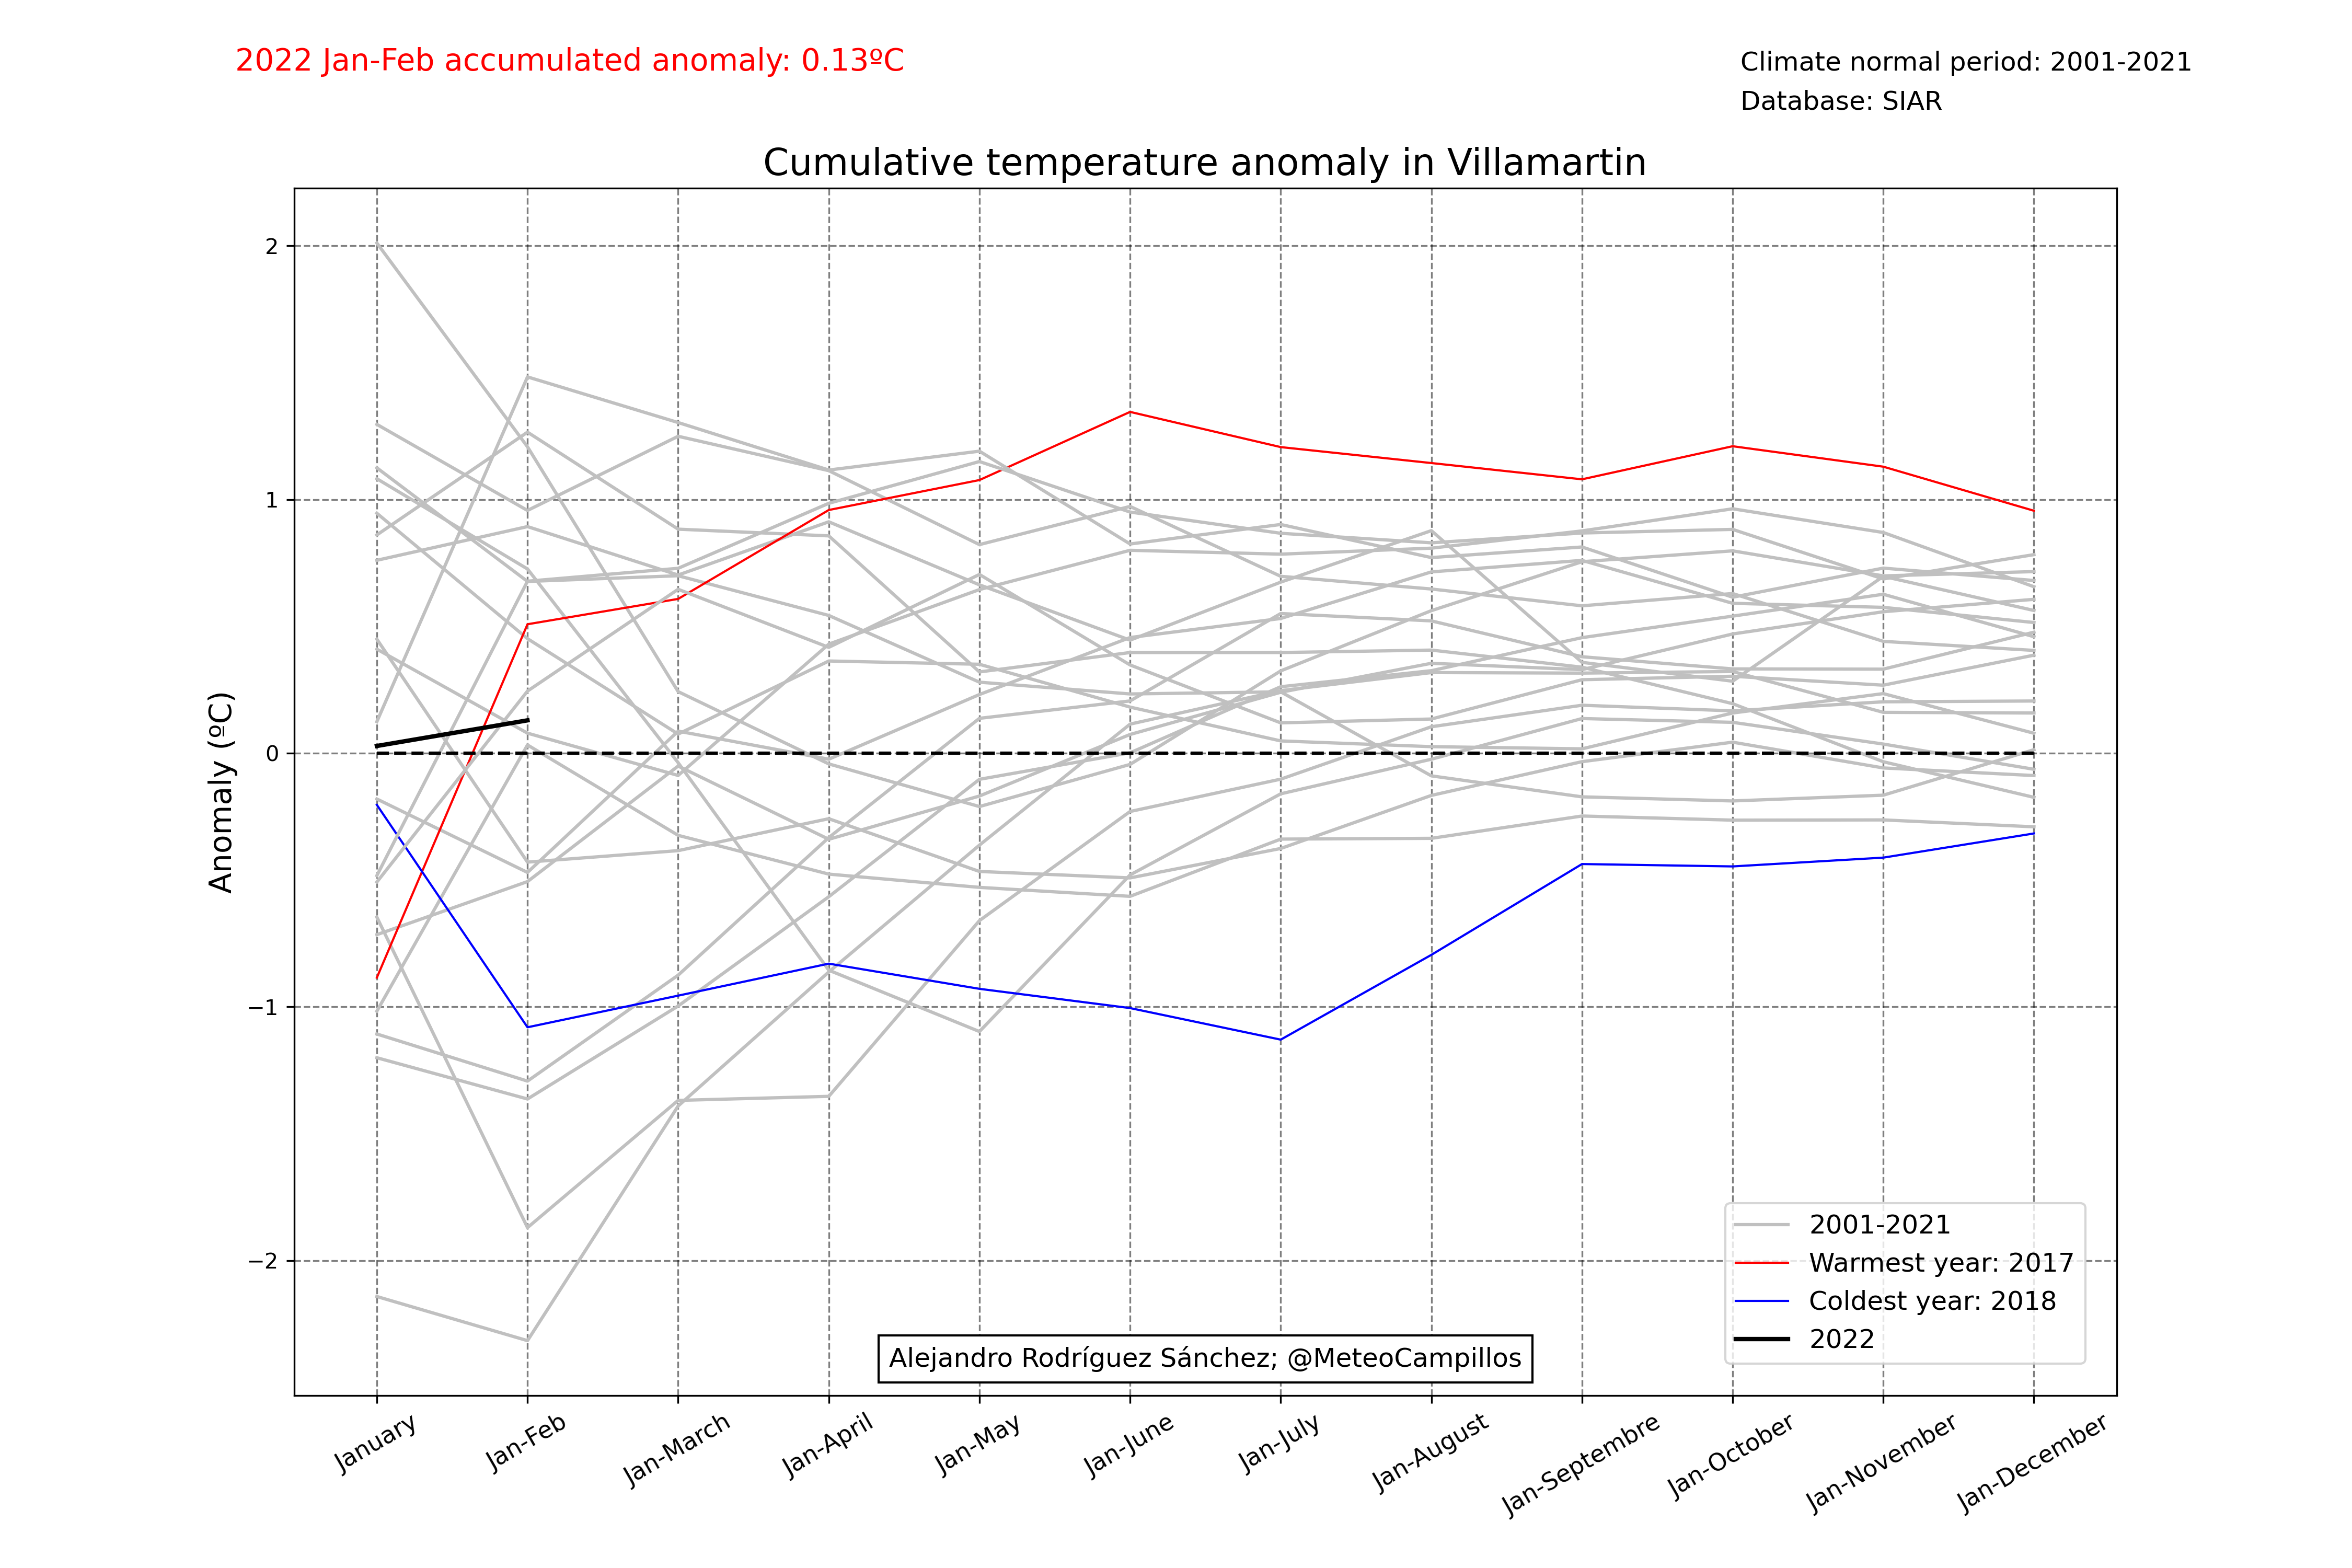 2022 Jan-Feb accumulated anomaly: 0.13ºC
Climate normal period: 2001-2021
Database: SIAR
Cumulative temperature anomaly in Villamartin
Anomaly (ºC)
2
1
0
−1
−2
2001-2021
Warmest year: 2017
Coldest year: 2018
2022
Alejandro Rodríguez Sánchez; @MeteoCampillos
January
Jan-Feb
Jan-March
Jan-April
Jan-May
Jan-June
Jan-July
Jan-August
Jan-Septembre
Jan-October
Jan-November
Jan-December